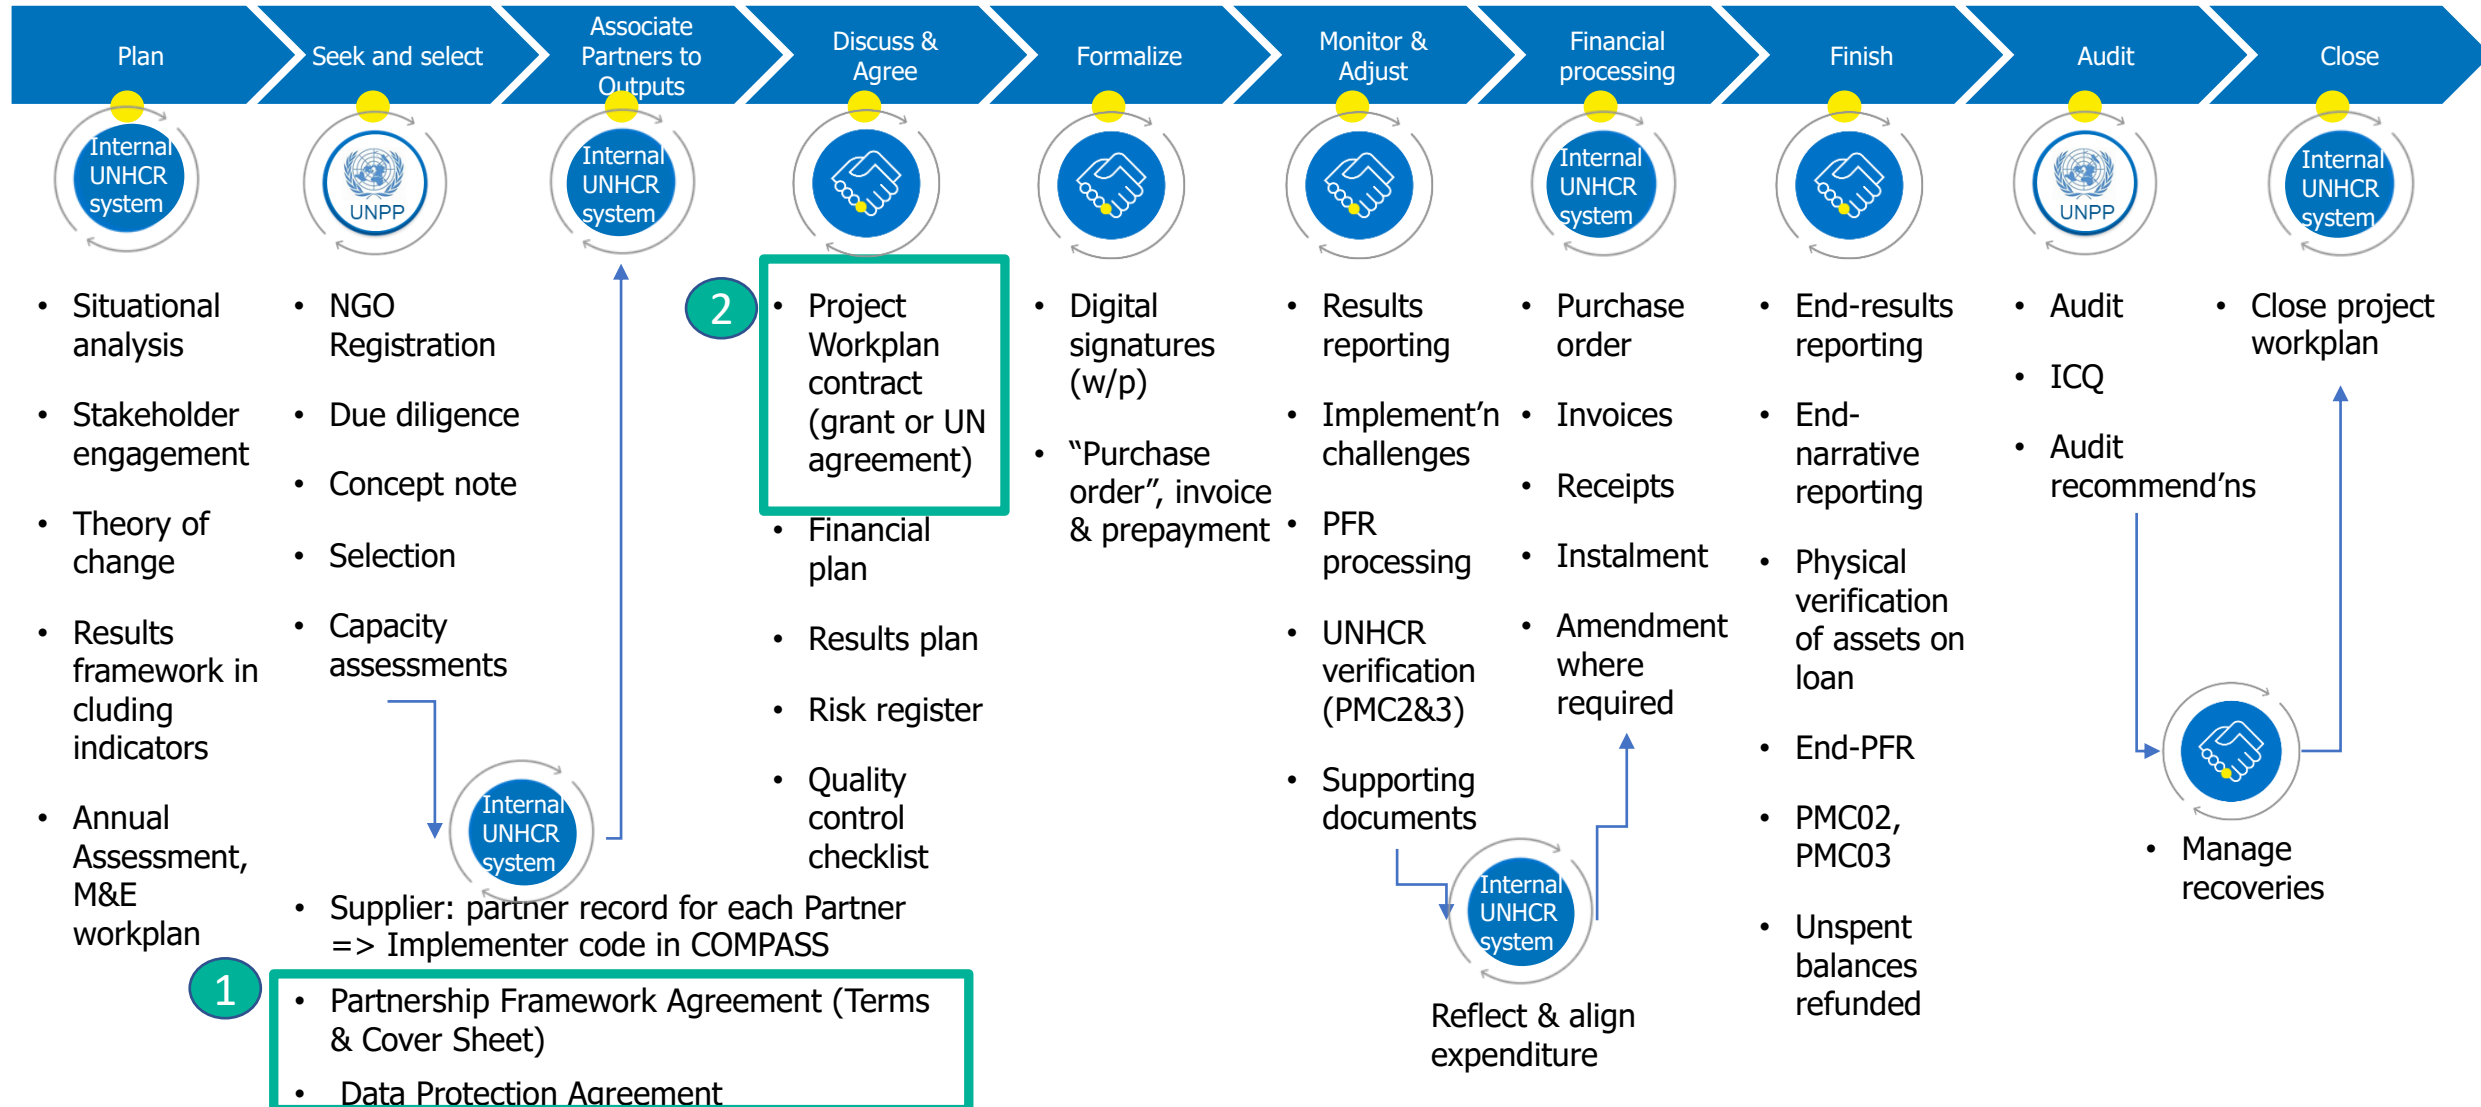 Plan
Seek and select
Associate
Partners to
Outputs
Discuss &
Agree
Formalize
Monitor &
Adjust
Financial
processing
Finish
Audit
Close
Internal
UNHCR
system
UNPP
Internal
UNHCR
system
Internal
UNHCR
system
UNPP
Internal
UNHCR
system
• Situational
analysis
• Stakeholder
engagement
• Theory of
change
• Results
framework in
cluding
indicators
• Annual
Assessment,
M&E
workplan
• NGO
Registration
• Due diligence
• Concept note
• Selection
• Capacity
assessments
Internal
UNHCR
system
• Supplier: partner record for each Partner
=> Implementer code in COMPASS
1
• Partnership Framework Agreement (Terms
& Cover Sheet)
• Data Protection Agreement
2
• Project
Workplan
contract
(grant or UN
agreement)
• Financial
plan
• Results plan
• Risk register
• Quality
control
checklist
• Digital
signatures
(w/p)
• “Purchase
order”, invoice
& prepayment
• Results
reporting
• Implement’n
challenges
• PFR
processing
• UNHCR
verification
(PMC2&3)
• Supporting
documents
Internal
UNHCR
system
Reflect & align
expenditure
• Purchase
order
• Invoices
• Receipts
• Instalment
• Amendment
where
required
• End-results
reporting
• End-
narrative
reporting
• Physical
verification
of assets on
loan
• End-PFR
• PMC02,
PMC03
• Unspent
balances
refunded
• Audit
• ICQ
• Audit
recommend’ns
• Manage
recoveries
• Close project
workplan